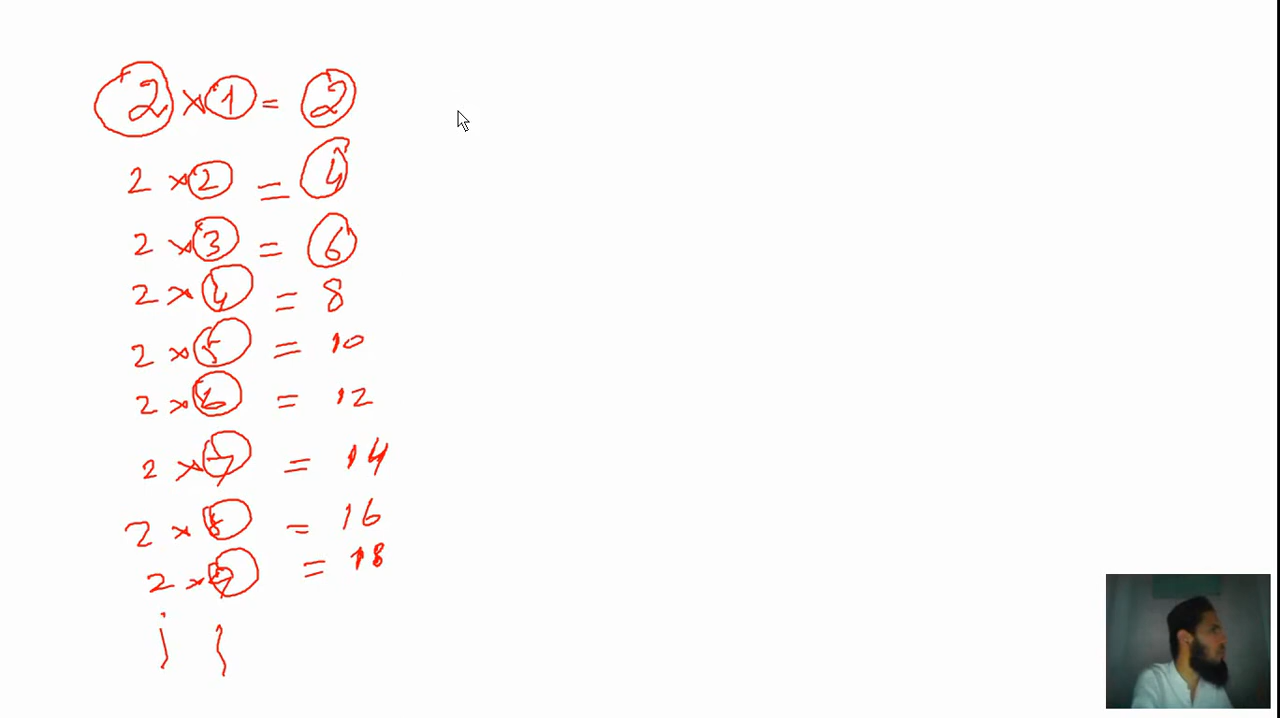 2 × 1 = 2
2 × 2 = 4
2 × 3 = 6
2 × 4 = 8
2 × 5 = 10
2 × 6 = 12
2 × 7 = 14
2 × 8 = 16
2 × 9 = 18